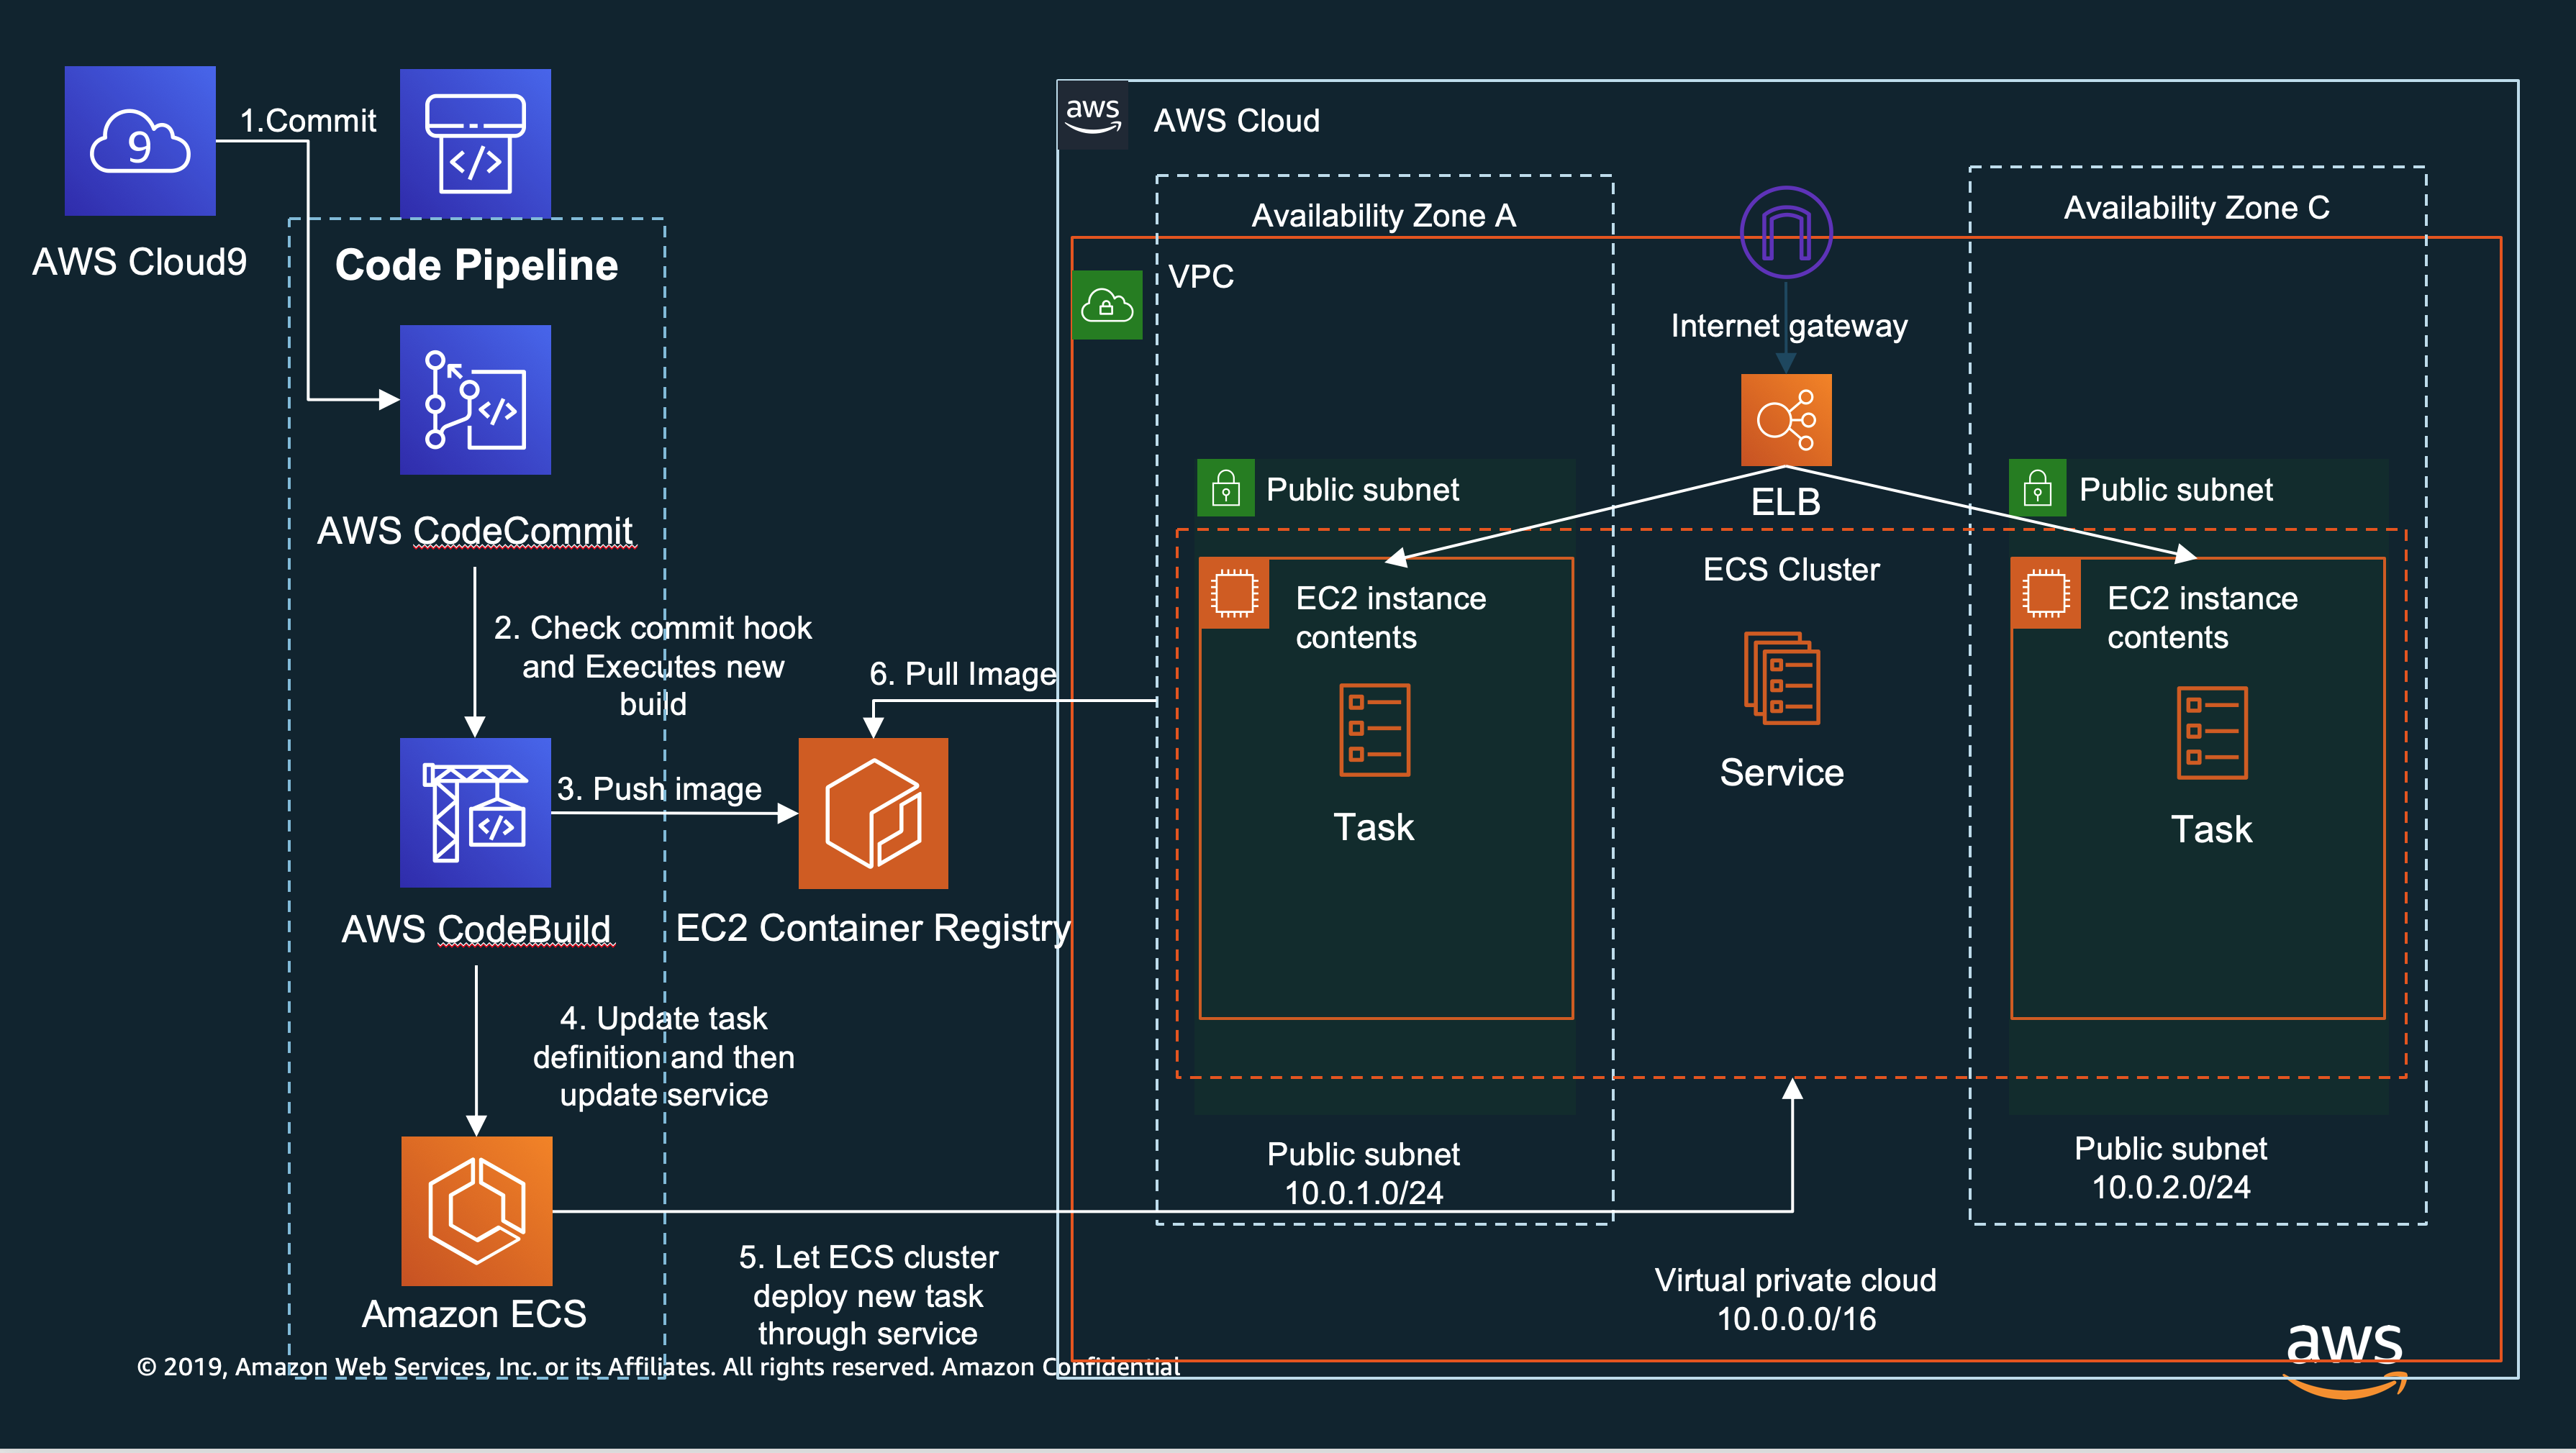 9
1.Commit
AWS Cloud9
Code Pipeline
AWS CodeCommit
2. Check commit hook
and Executes new
build
3. Push image
AWS CodeBuild
6. Pull Image
EC2 Container Registry
4. Update task
definition and then
update service
Amazon ECS
5. Let ECS cluster
deploy new task
through service
© 2019, Amazon Web Services, Inc. or its Affiliates. All rights reserved. Amazon Confidential
aws
AWS Cloud
Availability Zone A
Availability Zone C
VPC
Internet gateway
ELB
Public subnet
Public subnet
ECS Cluster
EC2 instance
contents
Task
Service
EC2 instance
contents
Task
Public subnet
10.0.1.0/24
Public subnet
10.0.2.0/24
Virtual private cloud
10.0.0.0/16
aws